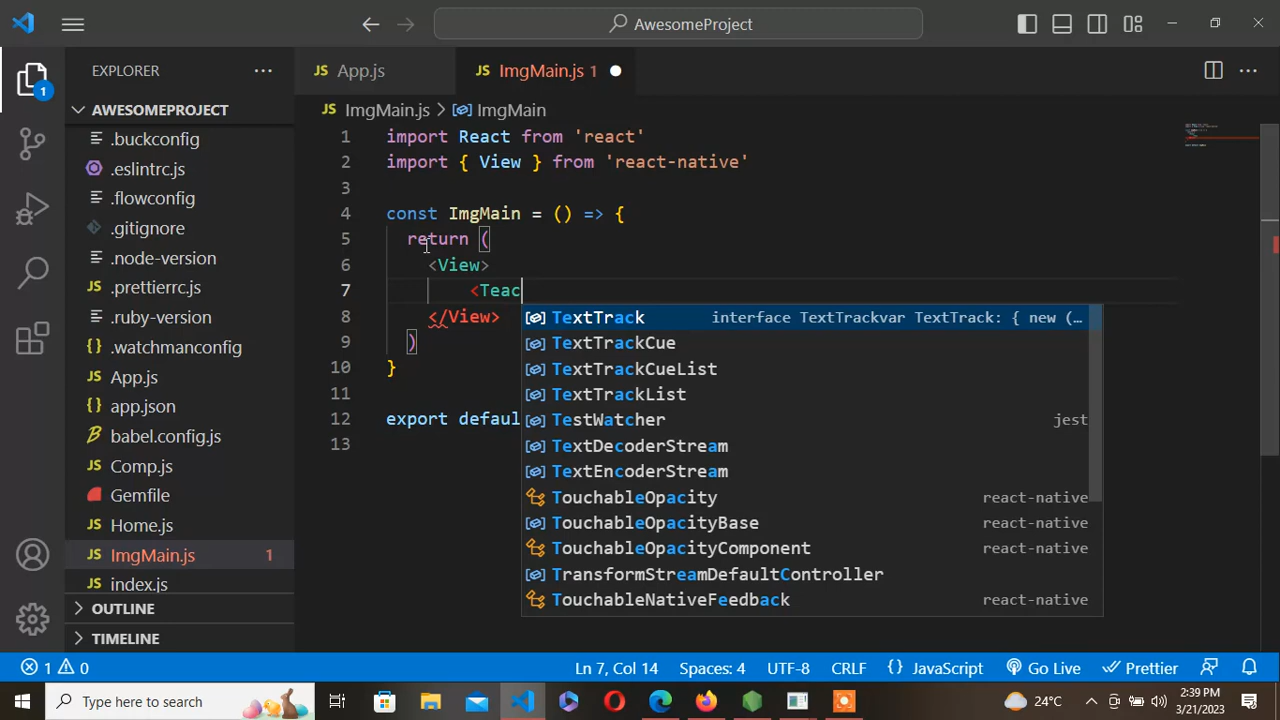 AwesomeProject
EXPLORER
App.js
ImgMain.js 1
AWESOMEPROJECT
ImgMain.js > ImgMain
.buckconfig
.eslintrc.js
.flowconfig
.gitignore
.node-version
.prettierrc.js
.ruby-version
.watchmanconfig
App.js
app.json
babel.config.js
Comp.js
Gemfile
Home.js
ImgMain.js 1
index.js
OUTLINE
TIMELINE
1 import React from 'react'
2 import { View } from 'react-native'
3
4 const ImgMain = () => {
5 return (
6 <View>
7 <Teac
8 </View>
9 )
10 }
11
12 export defaul
13
TextTrack interface TextTrackvar TextTrack: { new (…
TextTrackCue
TextTrackCueList
TextTrackList
TestWatcher jest
TextDecoderStream
TextEncoderStream
TouchableOpacity react-native
TouchableOpacityBase
TouchableOpacityComponent react-native
TransformStreamDefaultController
TouchableNativeFeedback react-native
1 0
Ln 7, Col 14
Spaces: 4
UTF-8
CRLF
{ } JavaScript
Go Live
Prettier
Type here to search
24°C
2:39 PM
3/21/2023